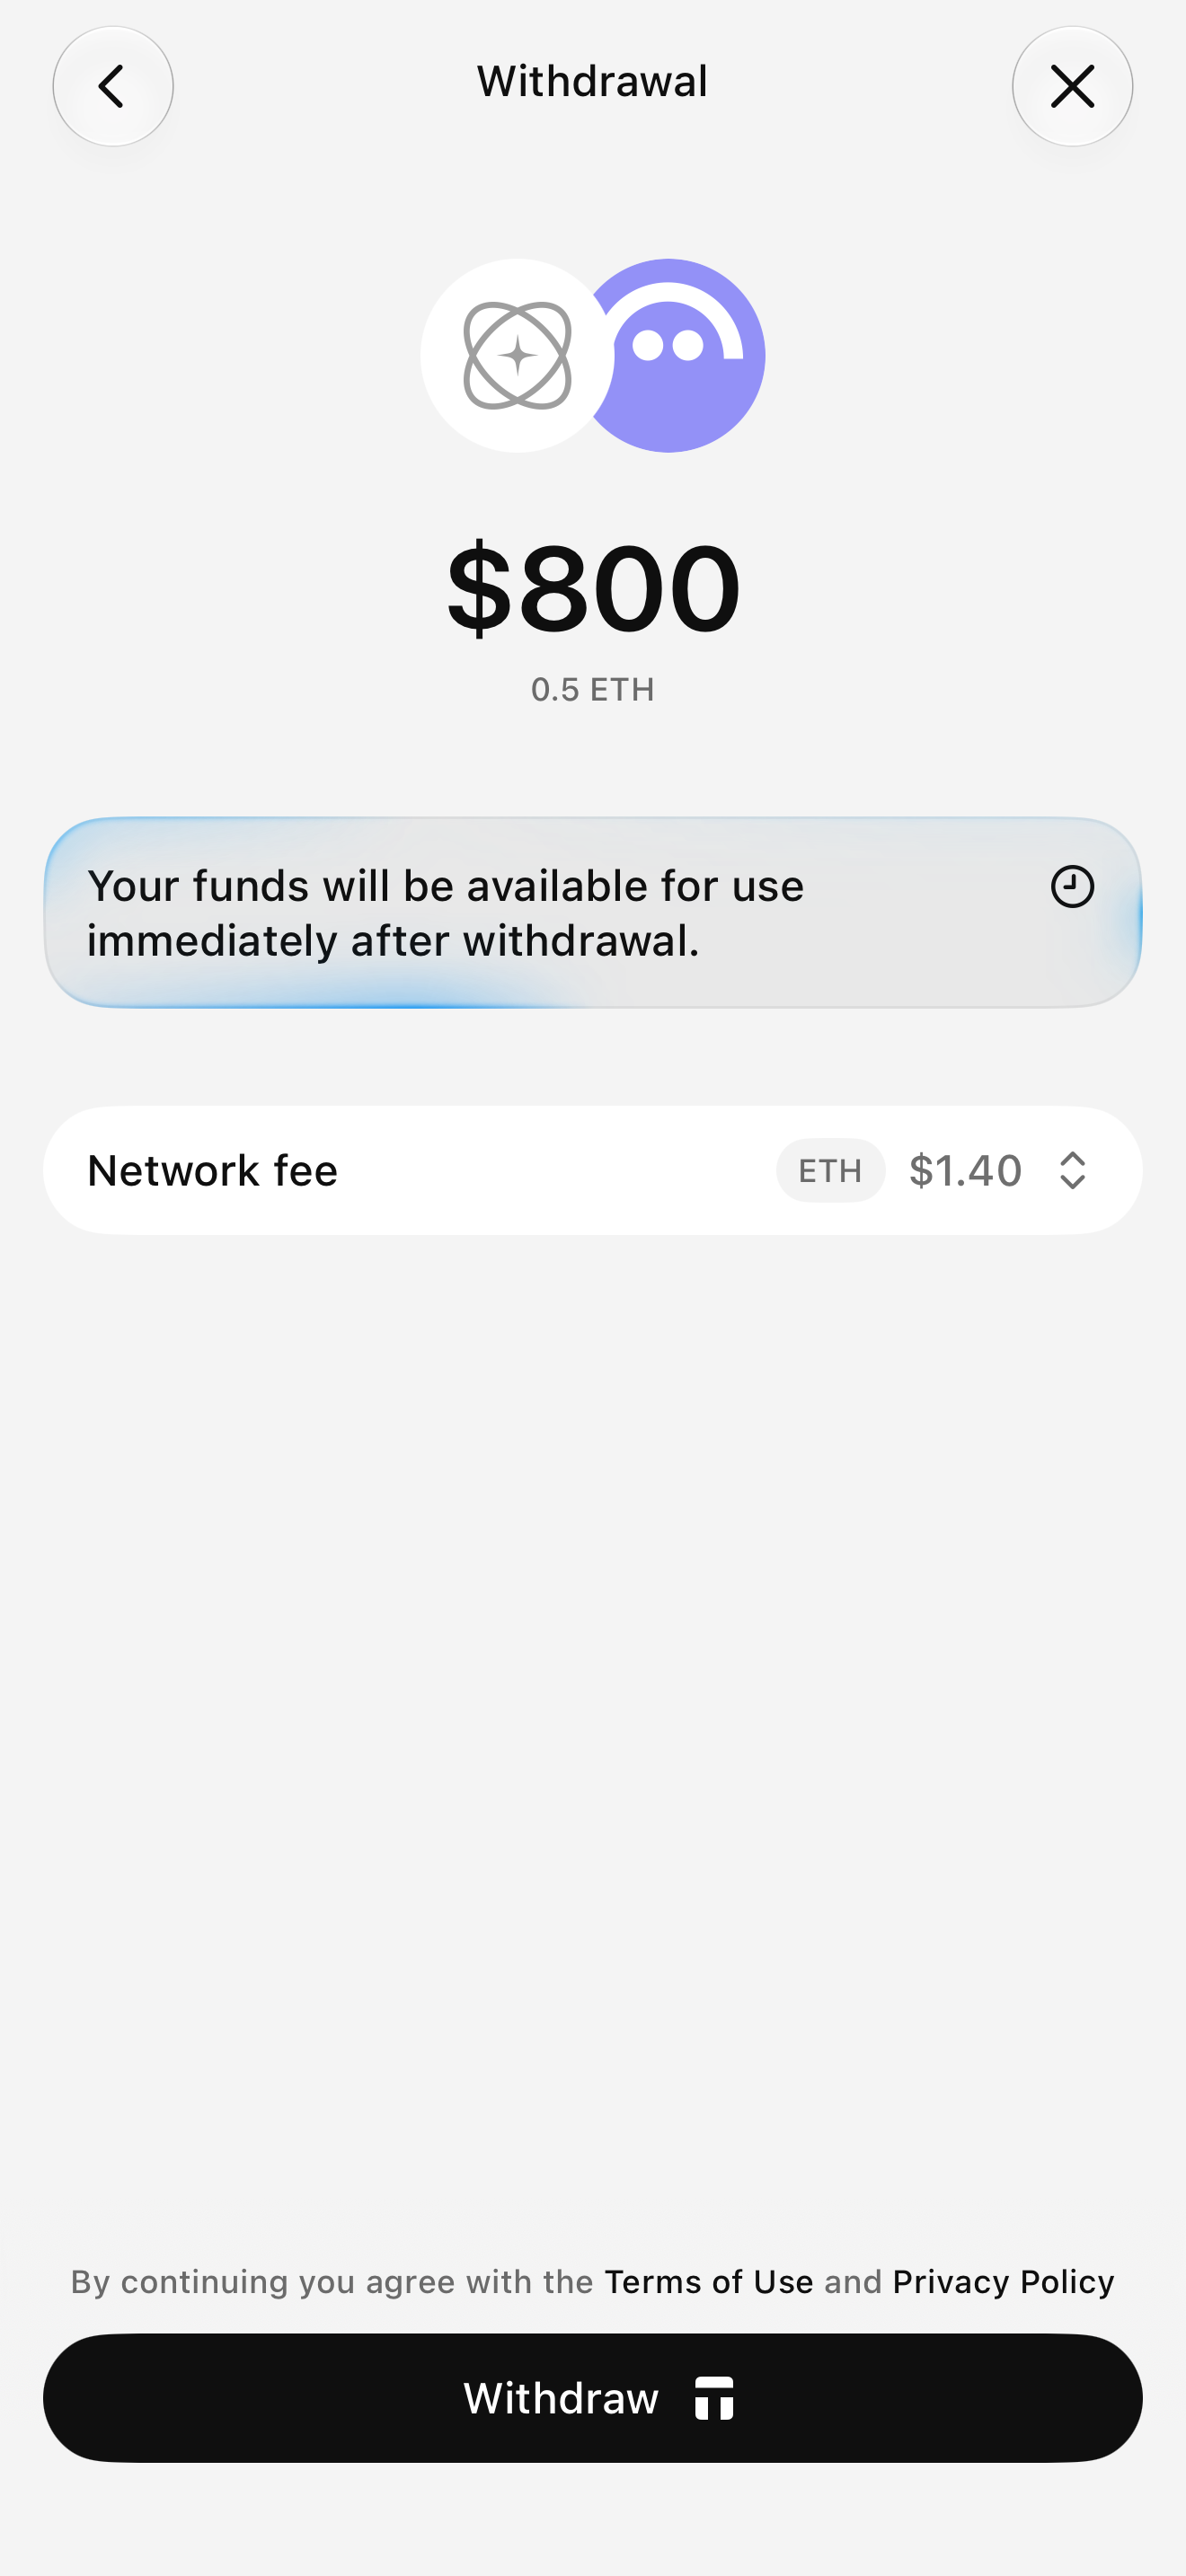 Withdrawal
$800
0.5 ETH
Your funds will be available for use
immediately after withdrawal.
Network fee ETH $1.40
By continuing you agree with the Terms of Use and Privacy Policy
Withdraw